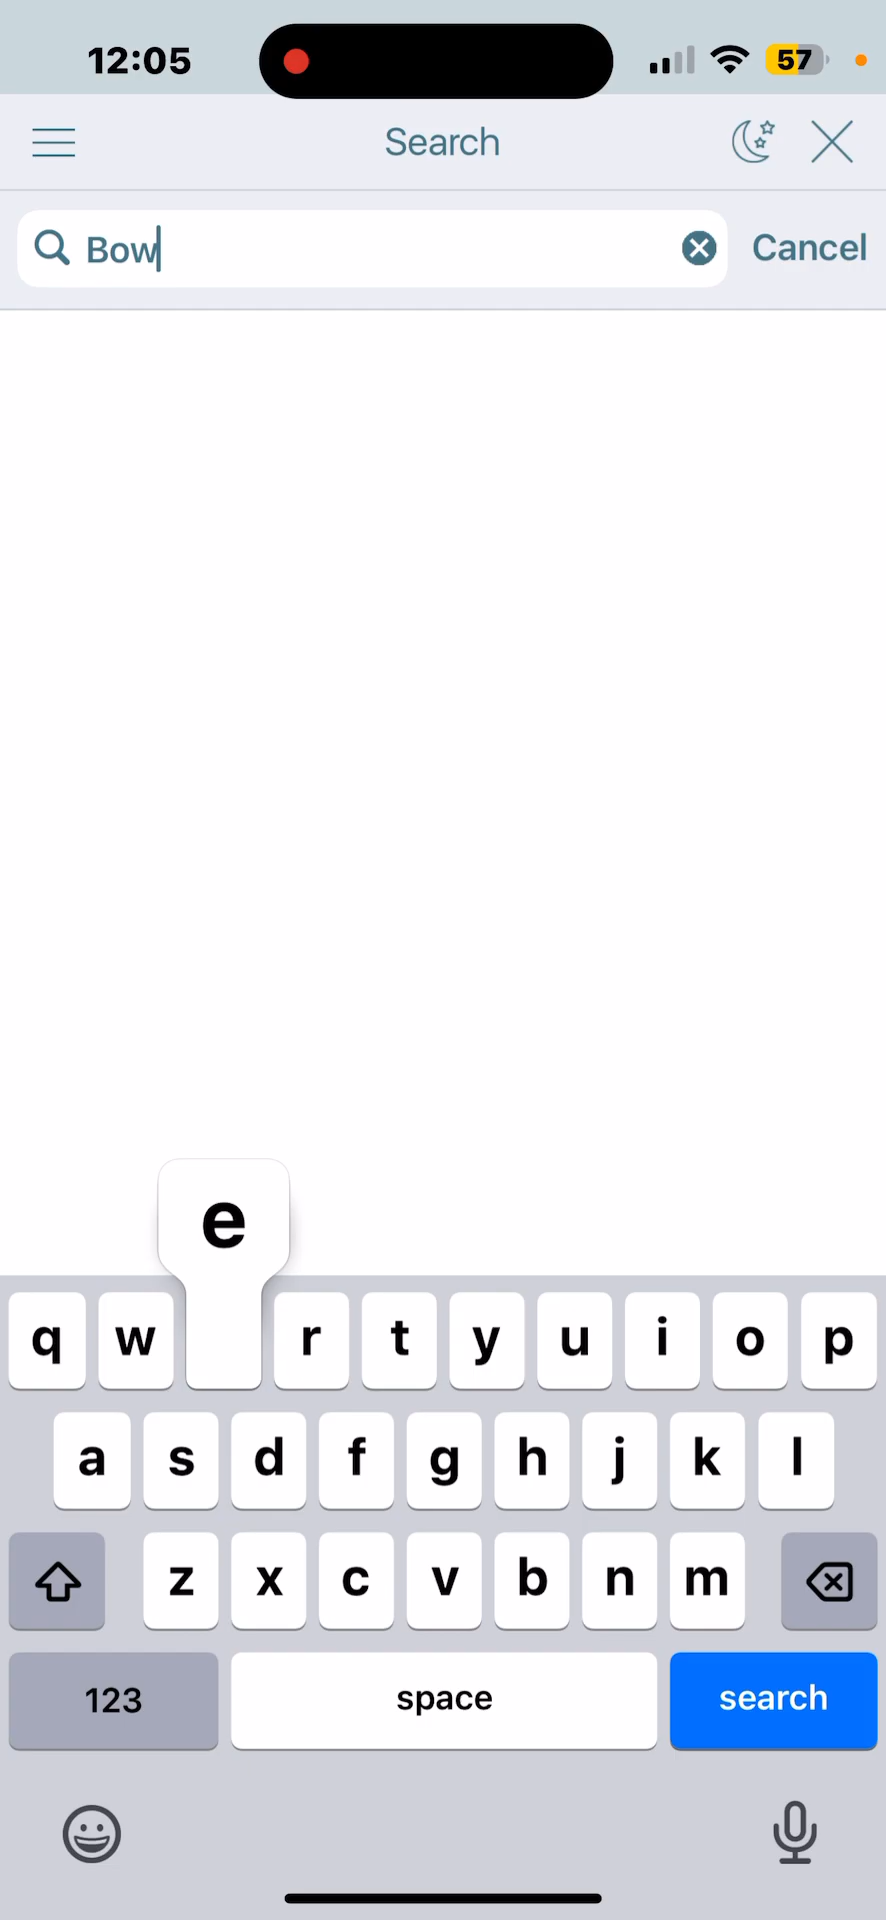 12:05
57
Search
Bow
Cancel
e
q w r t y u i o p
a s d f g h j k l
z x c v b n m
123 space search